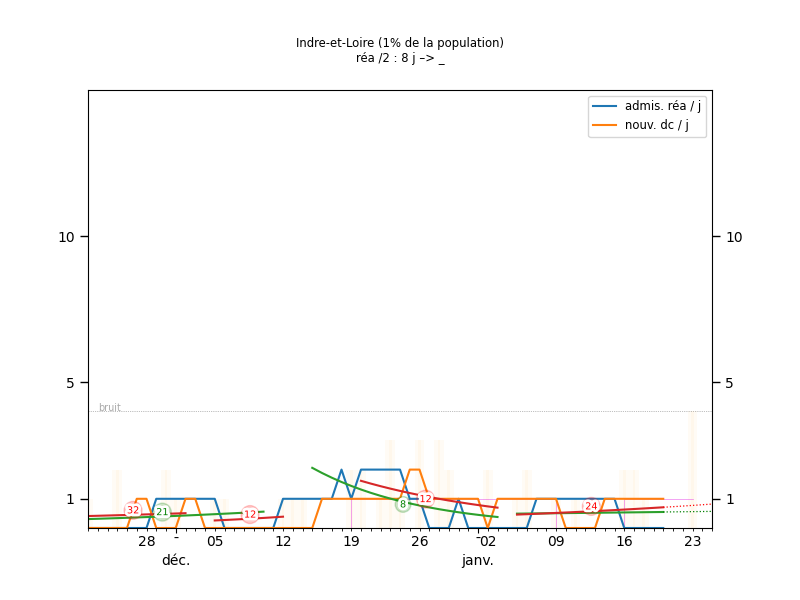 Indre-et-Loire (1% de la population)
réa /2 : 8 j –> _
admis. réa / j
nouv. dc / j
10 10
5 5
bruit
1 1
32 21 12 8 12 24
28 - 05 12 19 26 -02 09 16 23
déc. janv.